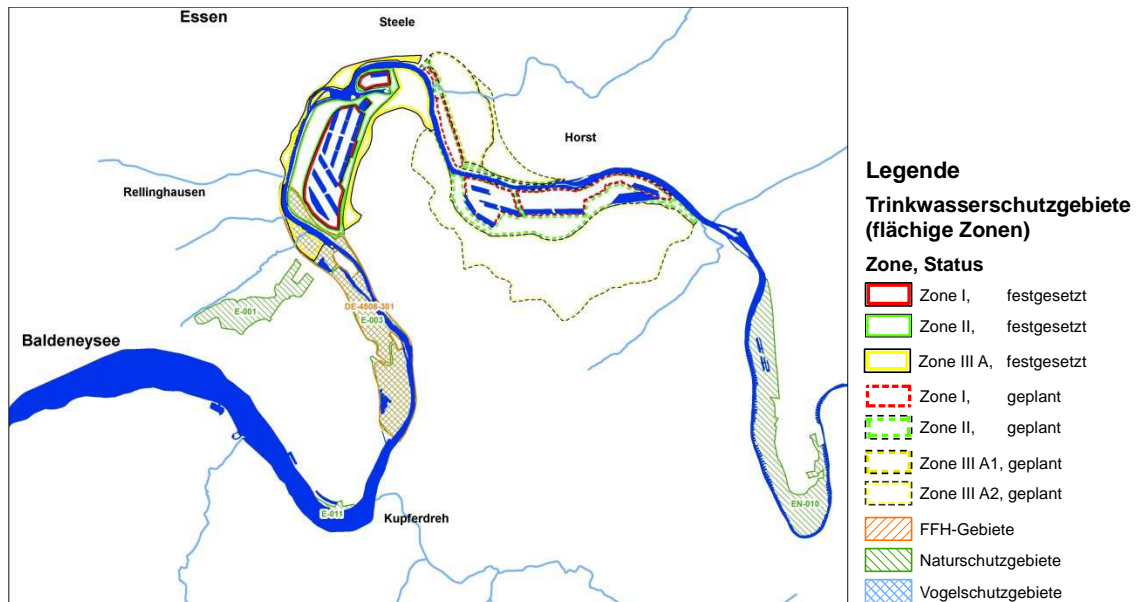 Essen
Steele
Horst
Rellinghausen
DE-4508-301
E-003
E-001
Baldeneysee
EN-010
E-011
Kupferdreh
Legende
Trinkwasserschutzgebiete
(flächige Zonen)
Zone, Status
Zone I, festgesetzt
Zone II, festgesetzt
Zone III A, festgesetzt
Zone I, geplant
Zone II, geplant
Zone III A1, geplant
Zone III A2, geplant
FFH-Gebiete
Naturschutzgebiete
Vogelschutzgebiete